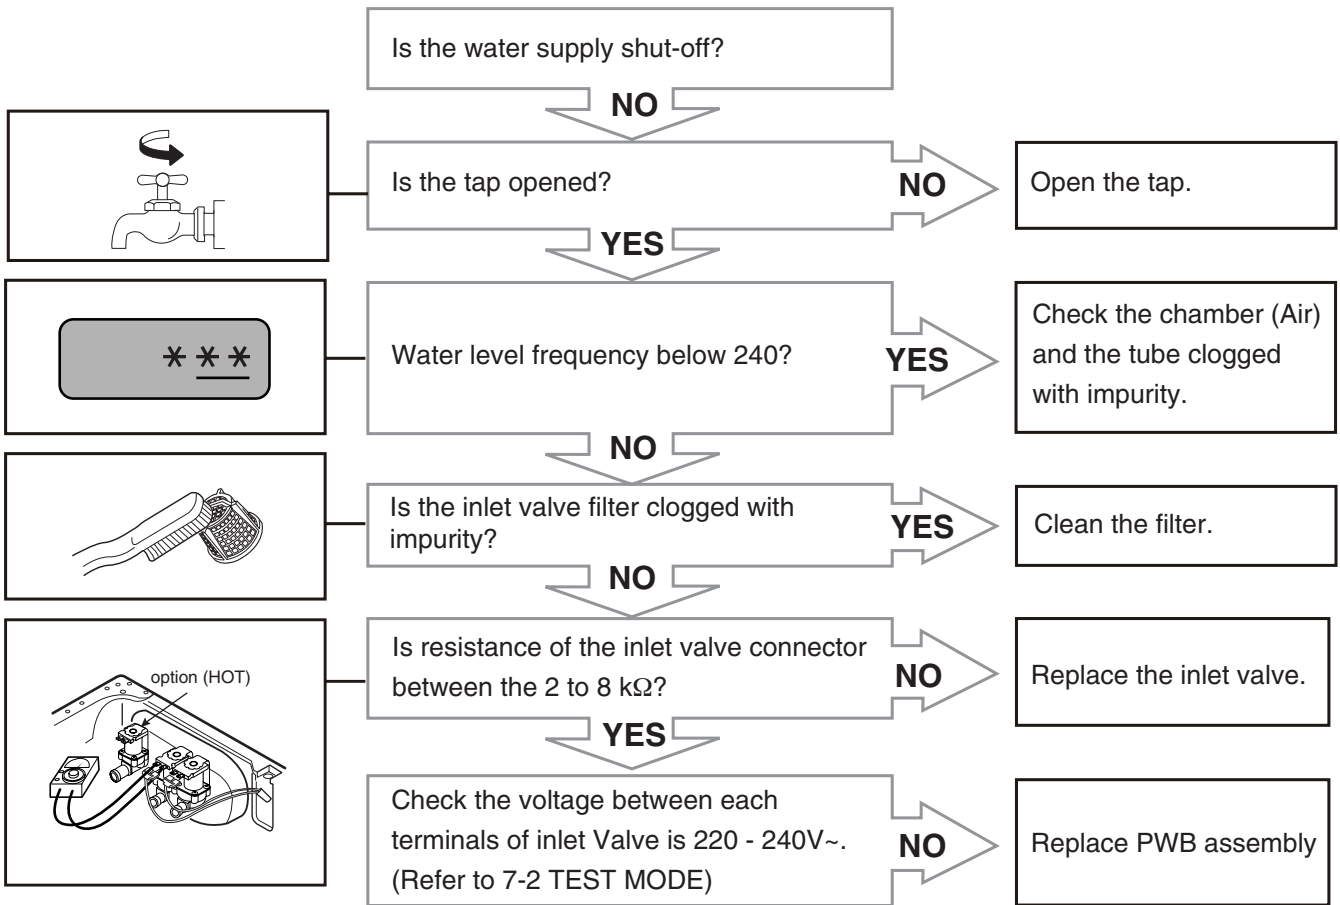 Is the water supply shut-off?
NO
Is the tap opened?
NO
Open the tap.
YES
***
Water level frequency below 240?
YES
Check the chamber (Air)
and the tube clogged
with impurity.
NO
Is the inlet valve filter clogged with
impurity?
YES
Clean the filter.
NO
option (HOT)
Is resistance of the inlet valve connector
between the 2 to 8 kΩ?
NO
Replace the inlet valve.
YES
Check the voltage between each
terminals of inlet Valve is 220 - 240V~.
(Refer to 7-2 TEST MODE)
NO
Replace PWB assembly